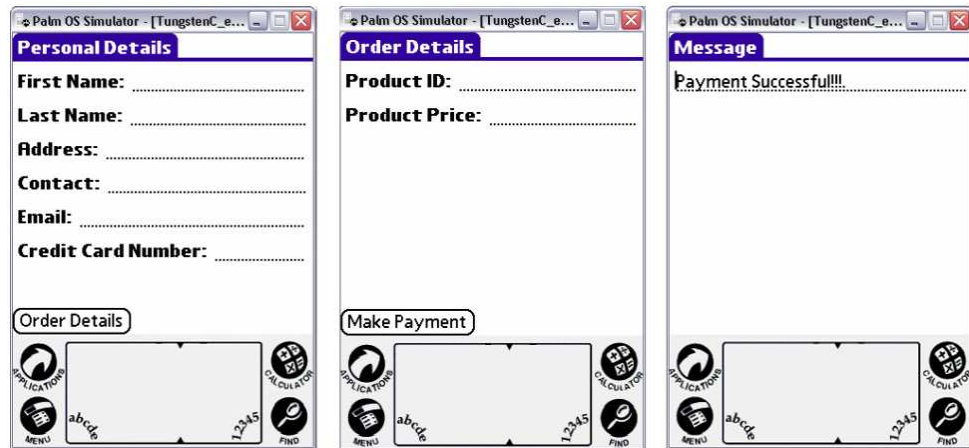 Palm OS Simulator - [TungstenC_e...
Personal Details
First Name:
Last Name:
Address:
Contact:
Email:
Credit Card Number:
Order Details
APPLICATIONS
CALCULATOR
MENU
abcde
12345
FIND
Palm OS Simulator - [TungstenC_e...
Order Details
Product ID:
Product Price:
Make Payment
APPLICATIONS
CALCULATOR
MENU
abcde
12345
FIND
Palm OS Simulator - [TungstenC_e...
Message
Payment Successful!!!.
APPLICATIONS
CALCULATOR
MENU
abcde
12345
FIND